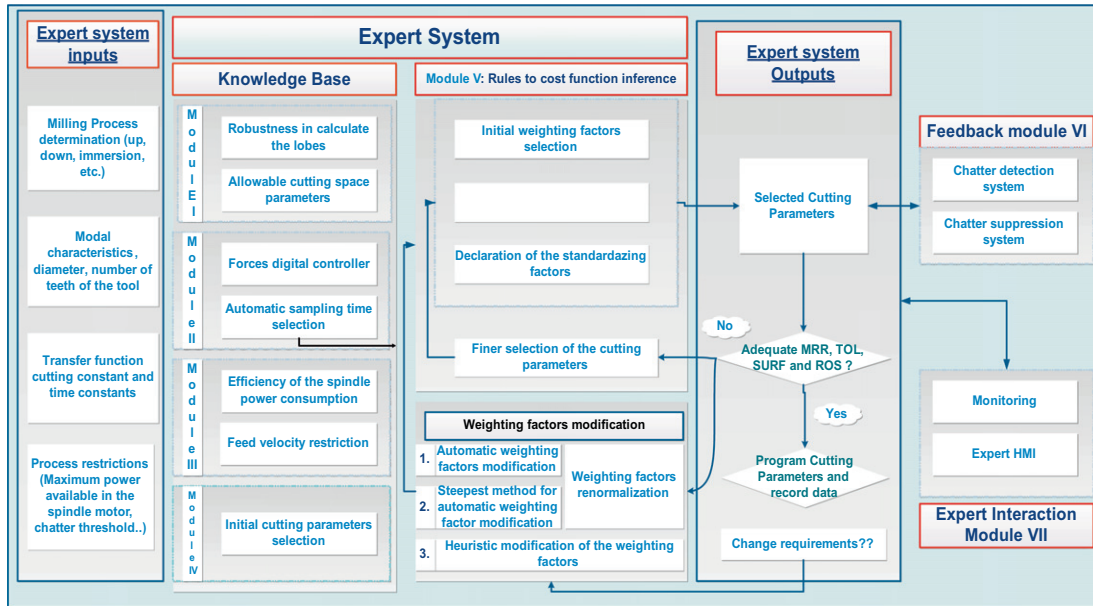 Expert system
inputs
Milling Process
determination (up,
down, immersion,
etc.)
Modal
characteristics,
diameter, number of
teeth of the tool
Transfer function
cutting constant and
time constants
Process restrictions
(Maximum power
available in the
spindle motor,
chatter threshold..)
Expert System
Knowledge Base
M
o
d
u
l
E
I
Robustness in calculate
the lobes
Allowable cutting space
parameters
M
o
d
u
l
e
II
Forces digital controller
Automatic sampling time
selection
M
o
d
u
l
e
III
Efficiency of the spindle
power consumption
Feed velocity restriction
M
o
d
u
l
e
IV
Initial cutting parameters
selection
Module V: Rules to cost function inference
Initial weighting factors
selection
Declaration of the standardazing
factors
Finer selection of the cutting
parameters
Weighting factors modification
1. Automatic weighting
factors modification
2. Steepest method for
automatic weighting
factor modification
Weighting factors
renormalization
3. Heuristic modification of the weighting
factors
Expert system
Outputs
Selected Cutting
Parameters
No
Adequate MRR, TOL,
SURF and ROS ?
Yes
Program Cutting
Parameters and
record data
Change requirements??
Feedback module VI
Chatter detection
system
Chatter suppression
system
Monitoring
Expert HMI
Expert Interaction
Module VII